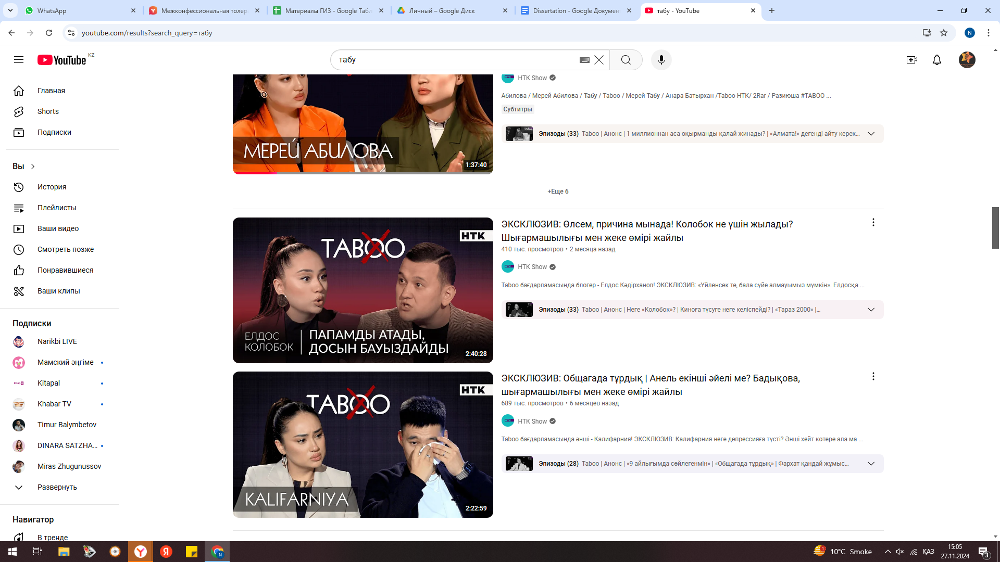 WhatsApp
Межконфессиональная толер
Материалы ГИЗ - Google Табл
Личный – Google Диск
Dissertation - Google Документ
табу - YouTube
youtube.com/results?search_query=табу
N
YouTube KZ
табу
Главная
Shorts
Подписки
Вы
История
Плейлисты
Ваши видео
Смотреть позже
Понравившиеся
Ваши клипы
Подписки
Narikbi LIVE
Мамский әңгіме
Kitapal
Khabar TV
Timur Balymbetov
DINARA SATZHA...
Miras Zhugunussov
Развернуть
Навигатор
В тренде
МЕРЕЙ АБИЛОВА
1:37:40
НТК Show
Абилова / Мерей Абилова / Табу / Taboo / Мерей Табу / Анара Батырхан /Taboo НТК/ 2Rar / Разиюша #TABOO ...
Субтитры
Эпизоды (33) Taboo | Анонс | 1 миллионнан аса оқырманды қалай жинады? | «Алмата!» дегенді айту керек...
+Еще 6
TABOO
НТК
ЕЛДОС
КОЛОБОК
ПАПАМДЫ АТАДЫ,
ДОСЫН БАУЫЗДАЙДЫ
2:40:28
ЭКСКЛЮЗИВ: Өлсем, причина мынада! Колобок не үшін жылады?
Шығармашылығы мен жеке өмірі жайлы
410 тыс. просмотров • 2 месяца назад
НТК Show
Taboo бағдарламасында блогер - Елдос Кәдірханов! ЭКСКЛЮЗИВ: «Үйленсек те, бала сүйе алмауымыз мүмкін». Елдосқа ...
Эпизоды (33) Taboo | Анонс | Неге «Колобок»? | Киноға түсуге неге келіспейді? | «Тараз 2000» |...
TABOO
НТК
KALIFARNIYA
2:22:59
ЭКСКЛЮЗИВ: Общагада тұрдық | Анель екінші әйелі ме? Бадықова,
шығармашылығы мен жеке өмірі жайлы
689 тыс. просмотров • 6 месяцев назад
НТК Show
Taboo бағдарламасында әнші - Калифарния! ЭКСКЛЮЗИВ: Калифарния неге депрессияға түсті? Әнші хейт көтере ала ма ...
Эпизоды (28) Taboo | Анонс | «9 айлығымда сөйлегенмін» | «Общагада тұрдық» | Фархат қандай жұмыс...
10°C Smoke
ҚАЗ
15:05
27.11.2024
3